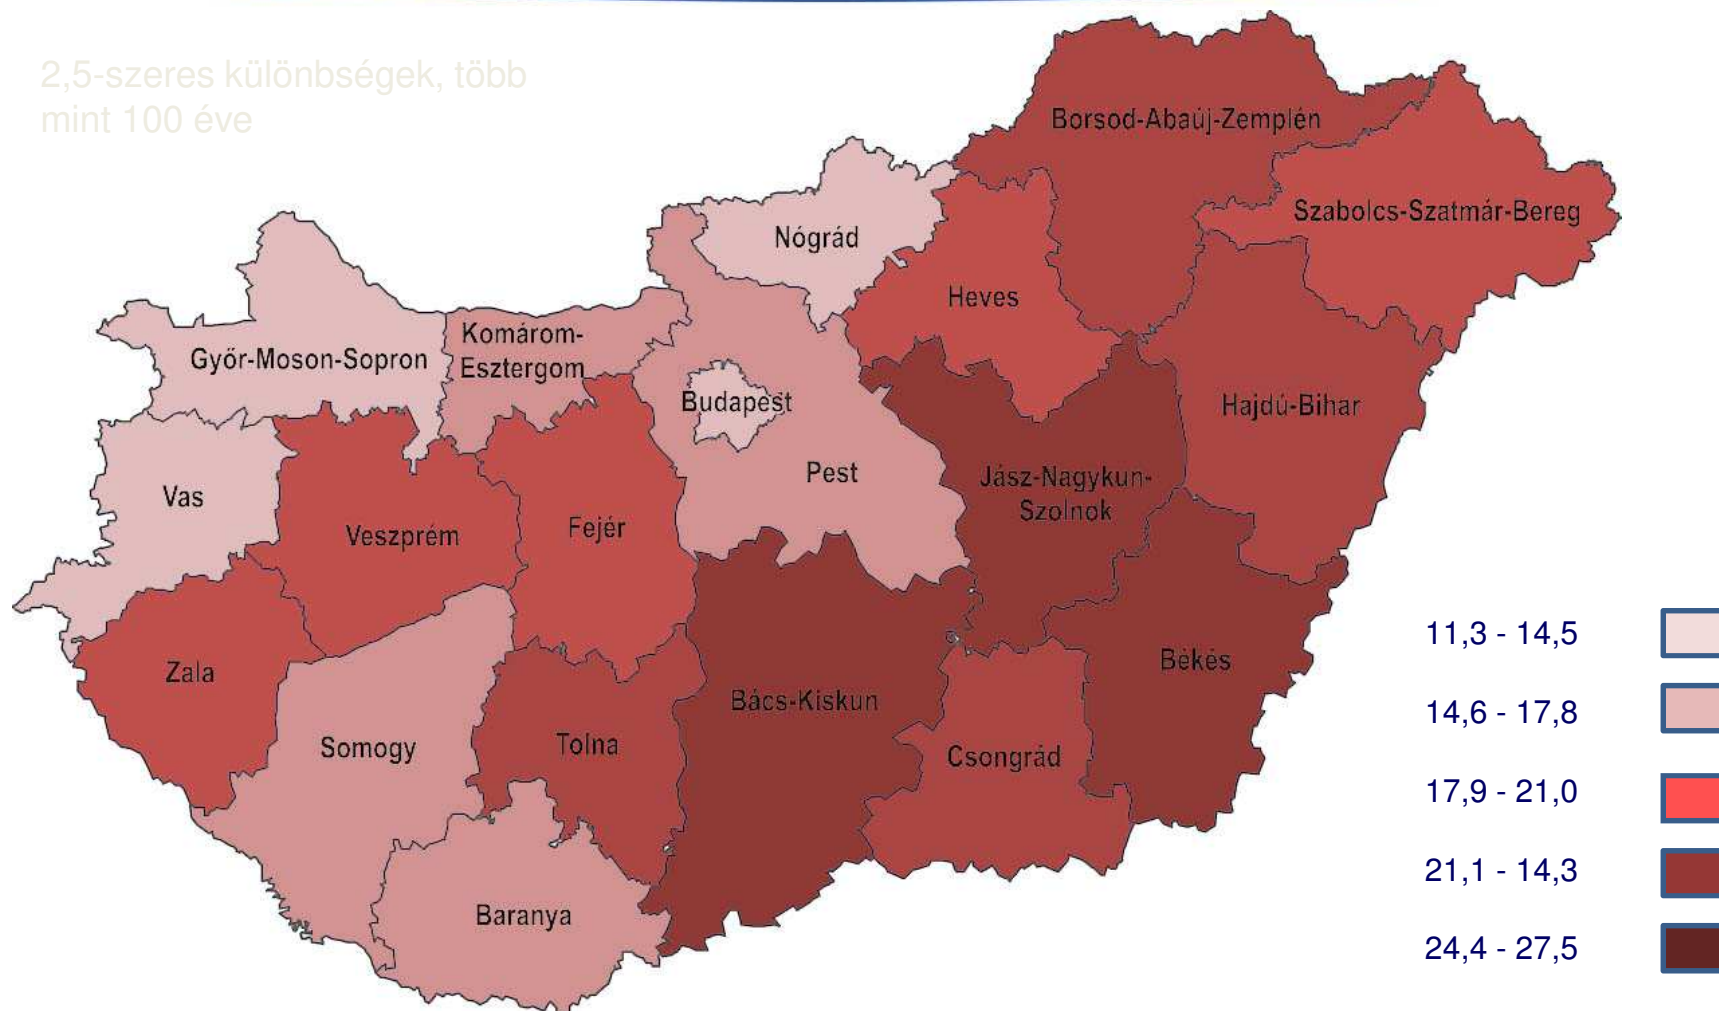 2,5-szeres különbségek, több
mint 100 éve
Borsod-Abaúj-Zemplén
Szabolcs-Szatmár-Bereg
Nógrád
Heves
Komárom-
Esztergom
Győr-Moson-Sopron
Budapest
Hajdú-Bihar
Pest
Jász-Nagykun-
Szolnok
Vas
Veszprém
Fejér
Békés
Zala
Bács-Kiskun
Somogy
Tolna
Csongrád
Baranya
11,3 - 14,5
14,6 - 17,8
17,9 - 21,0
21,1 - 14,3
24,4 - 27,5